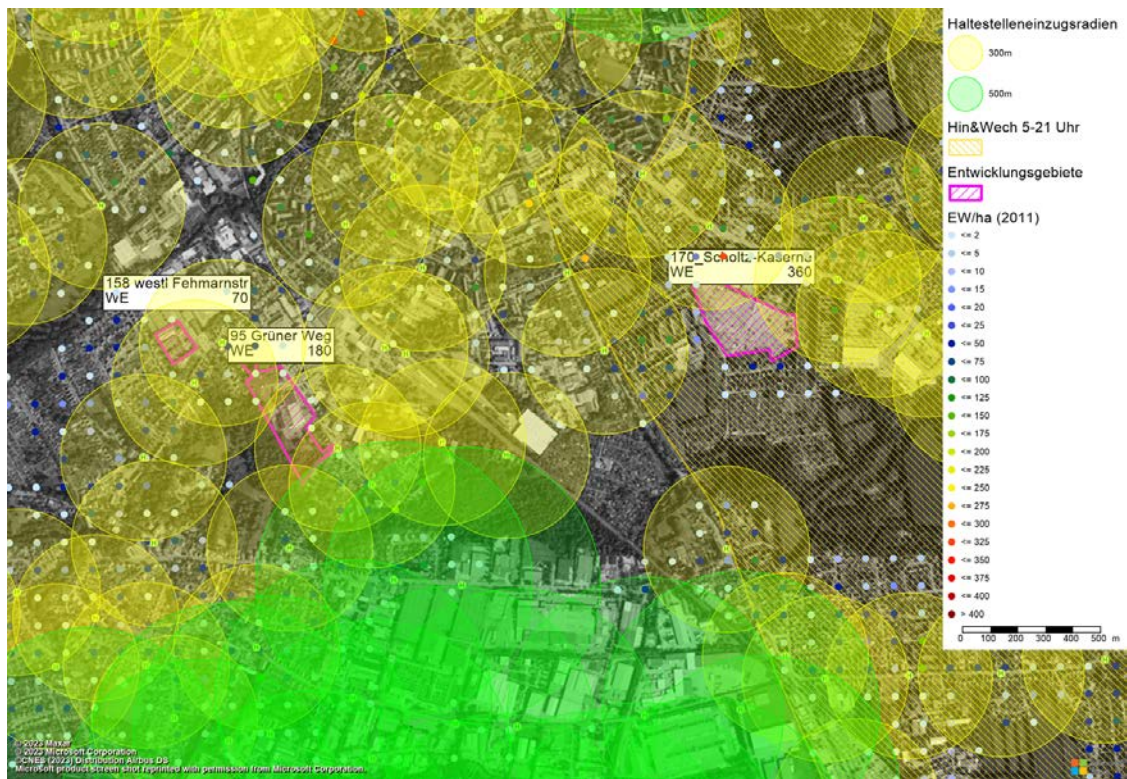 Haltestelleneinzugsradien
300m
500m
Hin&Wech 5-21 Uhr
Entwicklungsgebiete
EW/ha (2011)
<= 2
<= 5
<= 10
<= 15
<= 20
<= 25
<= 50
<= 75
<= 100
<= 125
<= 150
<= 175
<= 200
<= 225
<= 250
<= 275
<= 300
<= 325
<= 350
<= 375
<= 400
> 400
0 100 200 300 400 500 m
170_Scholtz-Kaserne
WE 360
158 westl Fehmarnstr
WE 70
95 Grüner Weg
WE 180
© 2023 Maxar
© 2023 Microsoft Corporation
©CNES (2023) Distribution Airbus DS
Microsoft product screen shot reprinted with permission from Microsoft Corporation.